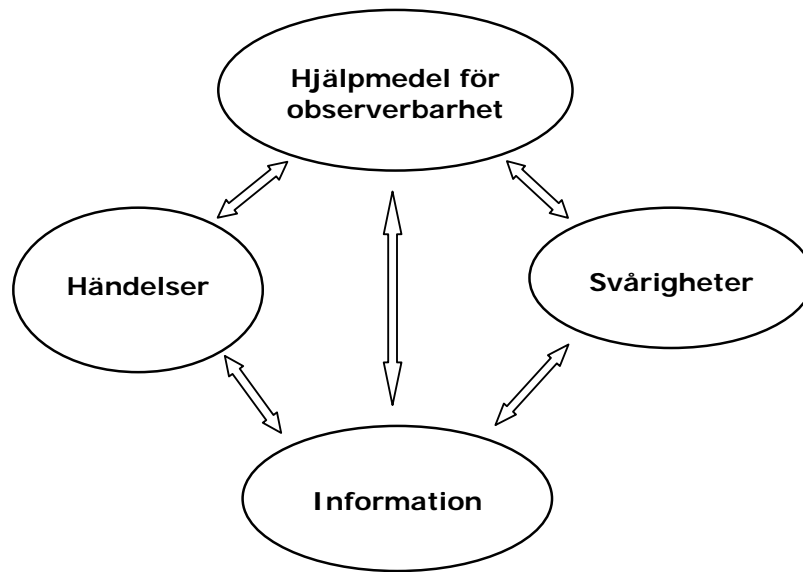 Hjälpmedel för
observerbarhet
Händelser
Svårigheter
Information